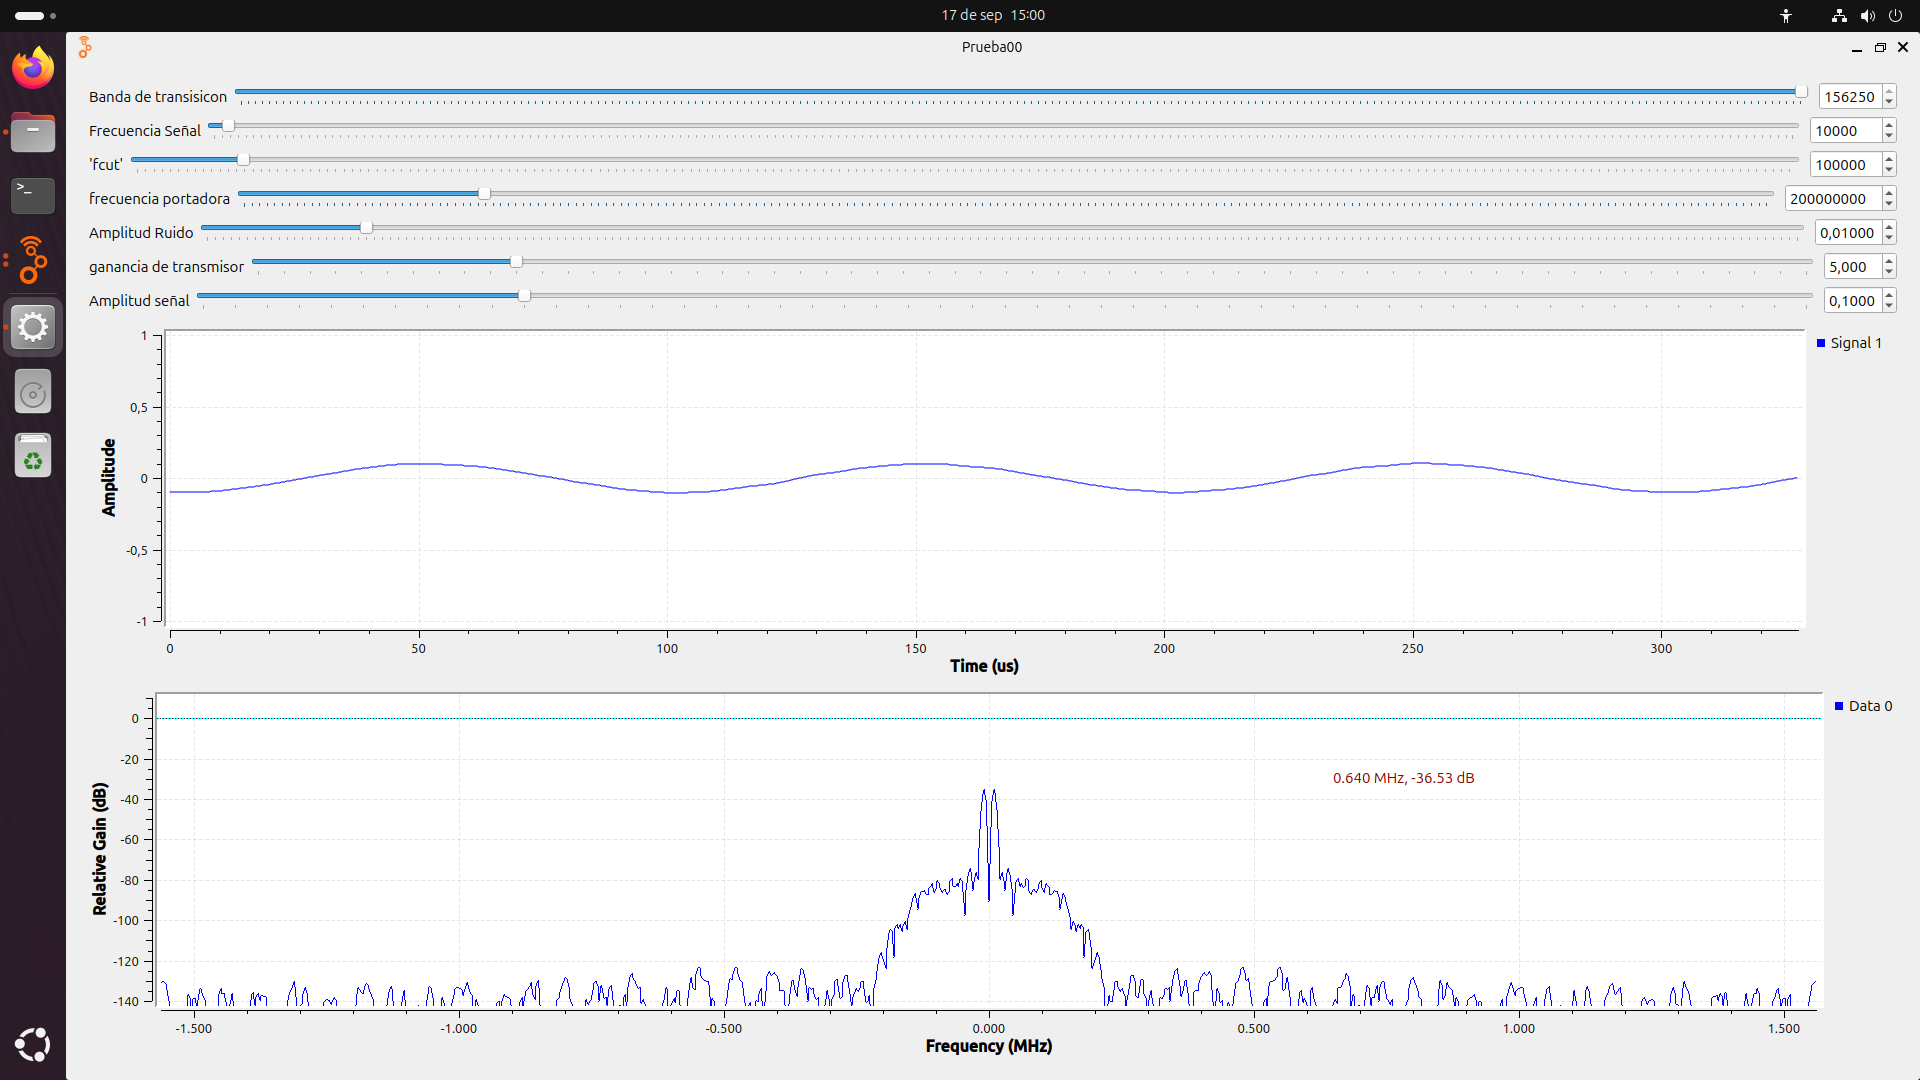 17 de sep 15:00
Prueba00
Banda de transisicon 156250
Frecuencia Señal 10000
'fcut' 100000
frecuencia portadora 200000000
Amplitud Ruido 0,01000
ganancia de transmisor 5,000
Amplitud señal 0,1000
1
0,5
0
-0,5
-1
Amplitude
Signal 1
0 50 100 150 200 250 300
Time (us)
0
-20
-40
-60
-80
-100
-120
-140
Relative Gain (dB)
Data 0
0.640 MHz, -36.53 dB
-1.500 -1.000 -0.500 0.000 0.500 1.000 1.500
Frequency (MHz)
>_